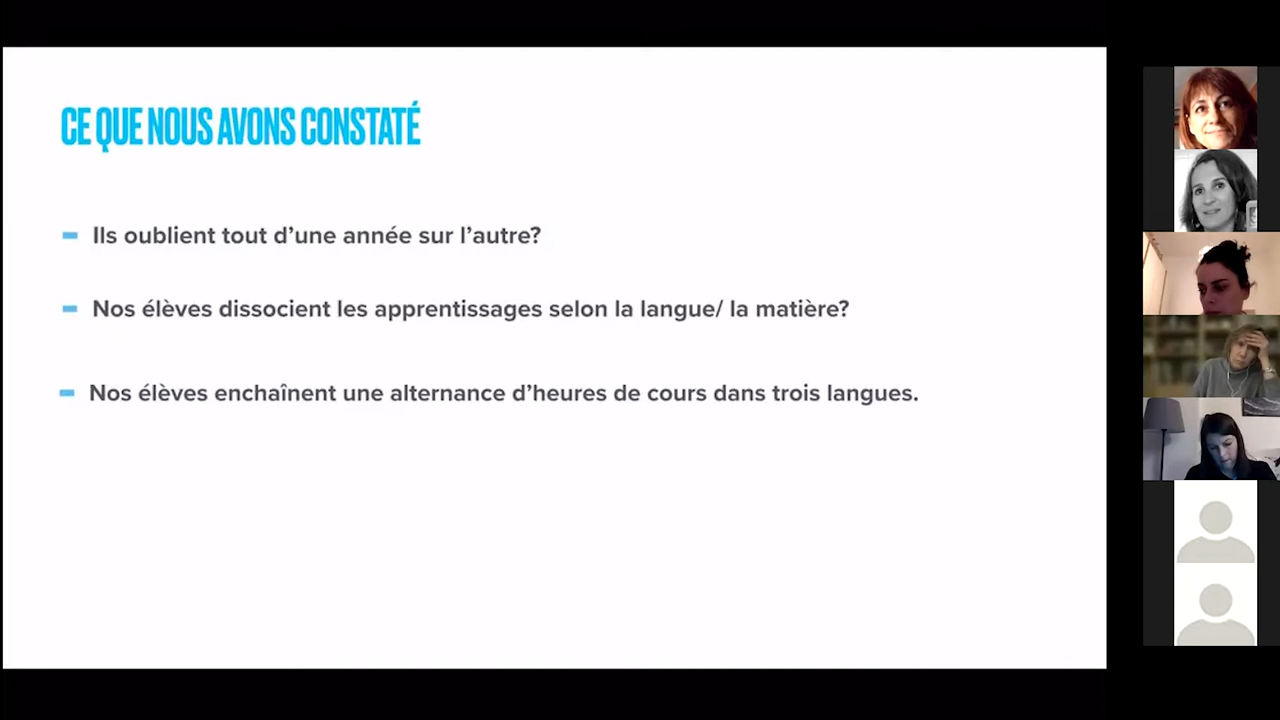 CE QUE NOUS AVONS CONSTATÉ
Ils oublient tout d’une année sur l’autre?
Nos élèves dissocient les apprentissages selon la langue/ la matière?
Nos élèves enchaînent une alternance d’heures de cours dans trois langues.